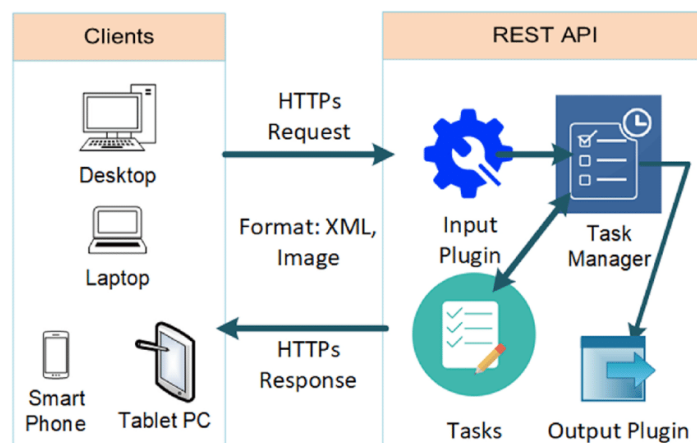 Clients
Desktop
Laptop
Smart
Phone
Tablet PC
HTTPs
Request
Format: XML,
Image
HTTPs
Response
REST API
Input
Plugin
Task
Manager
Tasks
Output Plugin